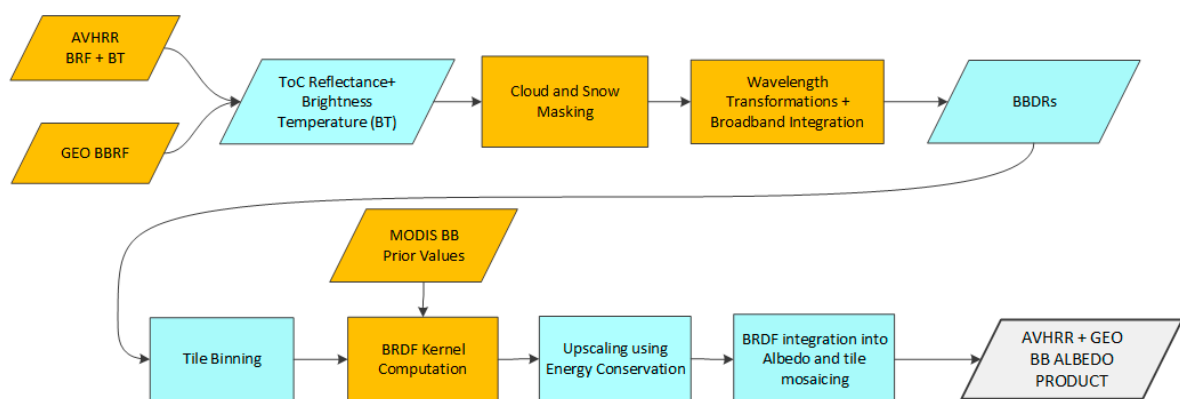 AVHRR
BRF + BT
GEO BBRF
ToC Reflectance+
Brightness
Temperature (BT)
Cloud and Snow
Masking
Wavelength
Transformations +
Broadband Integration
BBDRs
MODIS BB
Prior Values
Tile Binning
BRDF Kernel
Computation
Upscaling using
Energy Conservation
BRDF integration into
Albedo and tile
mosaicing
AVHRR + GEO
BB ALBEDO
PRODUCT